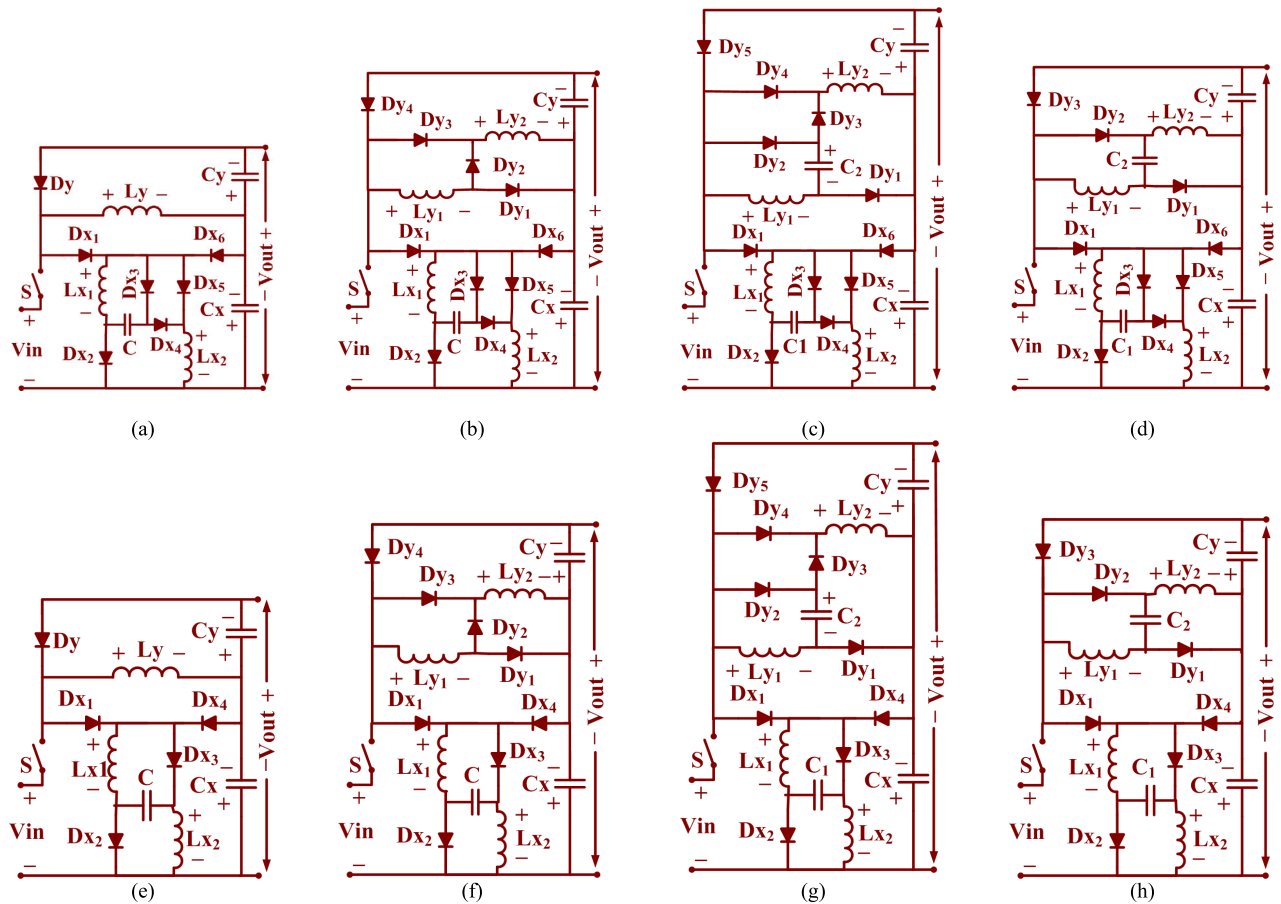 Dy
+ Ly −
Cy
−
+
Dx₁
Dx₆
+
Lx₁
−
Dx₃
Dx₅
C
Dx₄
Dx₂
+
Lx₂
−
Cx
−
+
S
+
Vin
−
− Vout +
(a)
Dy₄
Dy₃
+ Ly₂ −
Cy
−
+
Dy₂
+ Ly₁ −
Dy₁
Dx₁
Dx₆
+
Lx₁
−
Dx₃
Dx₅
C
Dx₄
Dx₂
+
Lx₂
−
Cx
−
+
S
+
Vin
−
− Vout +
(b)
Dy₅
Dy₄
+ Ly₂ −
Cy
−
+
Dy₃
Dy₂
+
C₂
−
+ Ly₁ −
Dy₁
Dx₁
Dx₆
+
Lx₁
−
Dx₃
Dx₅
C1
Dx₄
Dx₂
+
Lx₂
−
Cx
−
+
S
+
Vin
−
− Vout +
(c)
Dy₃
Dy₂
+ Ly₂ −
Cy
−
+
C₂
+ Ly₁ −
Dy₁
Dx₁
Dx₆
+
Lx₁
−
Dx₃
Dx₅
C₁
Dx₄
Dx₂
+
Lx₂
−
Cx
−
+
S
+
Vin
−
− Vout +
(d)
Dy
+ Ly −
Cy
−
+
Dx₁
Dx₄
+
Lx1
−
Dx₃
C
Dx₂
+
Lx₂
−
Cx
−
+
S
+
Vin
−
− Vout +
(e)
Dy₄
Dy₃
+ Ly₂ −
Cy
−
+
Dy₂
+ Ly₁ −
Dy₁
Dx₁
Dx₄
+
Lx₁
−
Dx₃
C
Dx₂
+
Lx₂
−
Cx
−
+
S
+
Vin
−
− Vout +
(f)
Dy₅
Dy₄
+ Ly₂ −
Cy
−
+
Dy₃
Dy₂
+
C₂
−
+ Ly₁ −
Dy₁
Dx₁
Dx₄
+
Lx₁
−
Dx₃
C₁
Dx₂
+
Lx₂
−
Cx
−
+
S
+
Vin
−
− Vout +
(g)
Dy₃
Dy₂
+ Ly₂ −
Cy
−
+
C₂
+ Ly₁ −
Dy₁
Dx₁
Dx₄
+
Lx₁
−
Dx₃
C₁
Dx₂
+
Lx₂
−
Cx
−
+
S
+
Vin
−
− Vout +
(h)